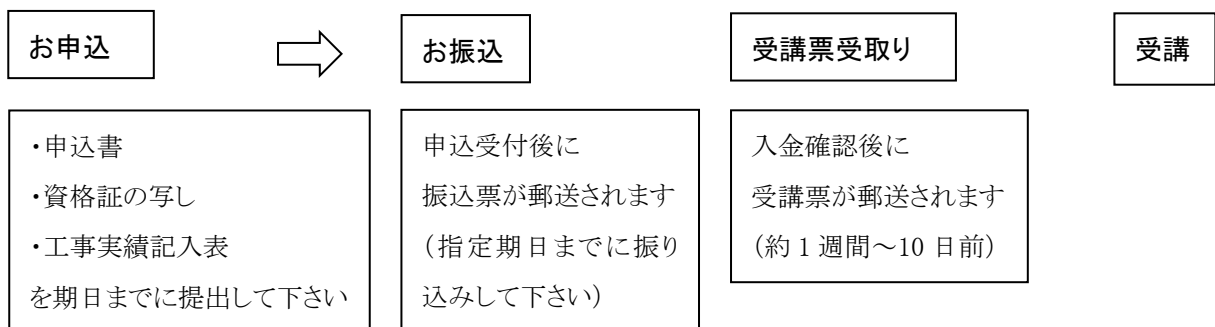 お申込
お振込
受講票受取り
受講
・申込書
・資格証の写し
・工事実績記入表
を期日までに提出して下さい
申込受付後に
振込票が郵送されます
（指定期日までに振り
込みして下さい）
入金確認後に
受講票が郵送されます
（約1週間～10日前）